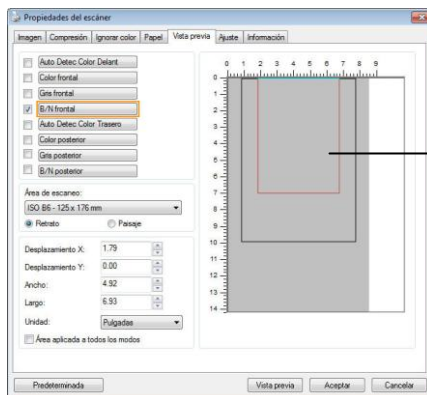 Propiedades del escáner
Imagen Compresión Ignorar color Papel Vista previa Ajuste Información
Auto Detec Color Delant
Color frontal
Gris frontal
B/N frontal
Auto Detec Color Trasero
Color posterior
Gris posterior
B/N posterior
Área de escaneo:
ISO B6 - 125 x 176 mm
Retrato Paisaje
Desplazamiento X: 1.79
Desplazamiento Y: 0.00
Ancho: 4.92
Largo: 6.93
Unidad: Pulgadas
Área aplicada a todos los modos
0 1 2 3 4 5 6 7 8 9
0
1
2
3
4
5
6
7
8
9
10
11
12
13
14
Predeterminada Vista previa Aceptar Cancelar